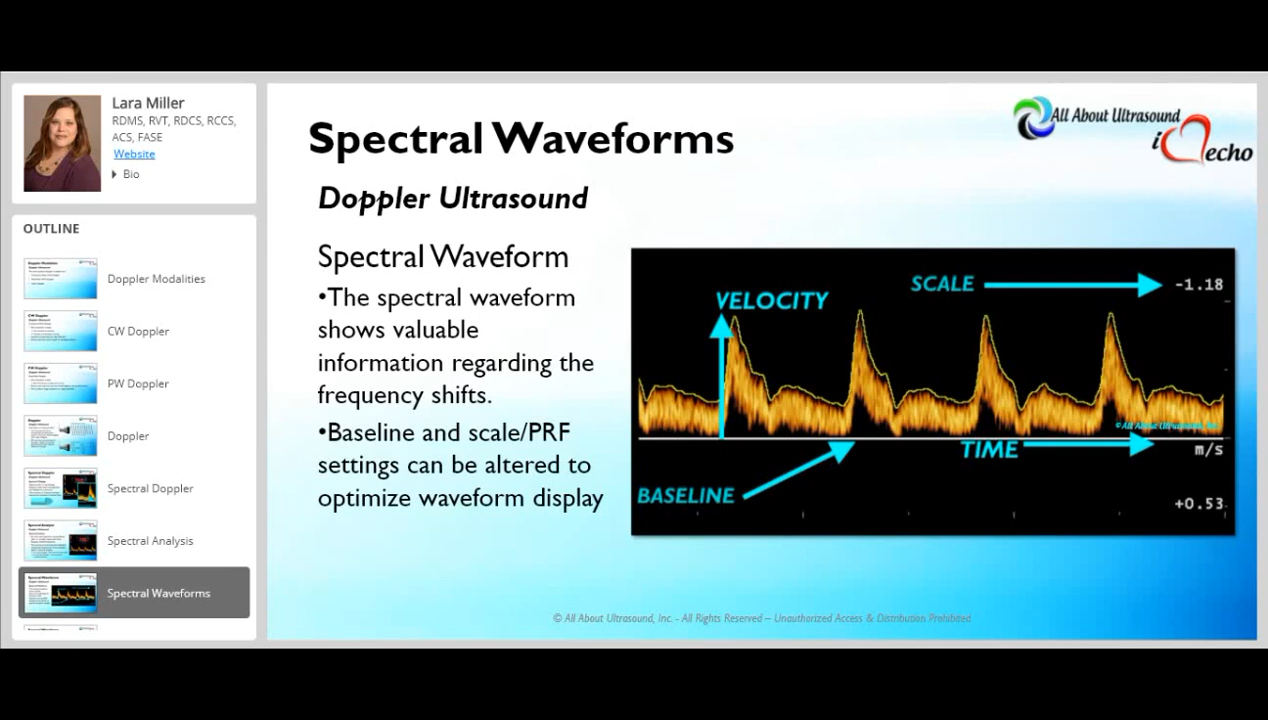 Lara Miller
RDMS, RVT, RDCS, RCCS,
ACS, FASE
Website
Bio
OUTLINE
Doppler Modalities
CW Doppler
PW Doppler
Doppler
Spectral Doppler
Spectral Analysis
Spectral Waveforms
Spectral Waveforms
All About Ultrasound
i echo
Doppler Ultrasound
Spectral Waveform
•The spectral waveform
shows valuable
information regarding the
frequency shifts.
•Baseline and scale/PRF
settings can be altered to
optimize waveform display
SCALE
-1.18
VELOCITY
TIME
m/s
BASELINE
+0.53
© All About Ultrasound, Inc. - All Rights Reserved – Unauthorized Access & Distribution Prohibited